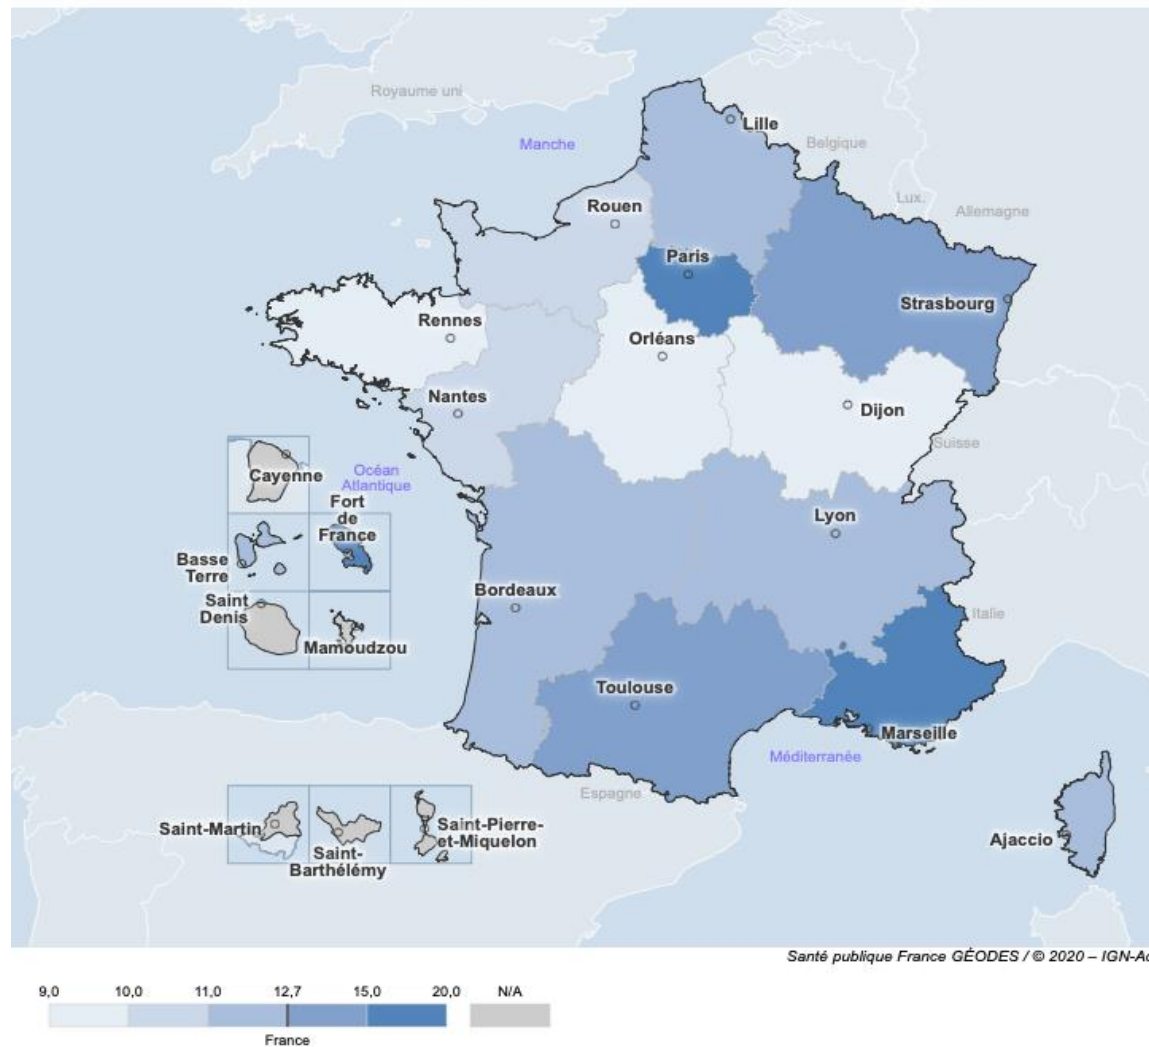 Royaume uni
Lille
Manche
Belgique
Lux.
Allemagne
Rouen
Paris
Strasbourg
Rennes
Orléans
Nantes
Dijon
Suisse
Cayenne
Océan
Atlantique
Fort
de
France
Lyon
Basse
Terre
Bordeaux
Saint
Denis
Italie
Mamoudzou
Toulouse
Marseille
Méditerranée
Espagne
Saint-Martin
Saint-
Barthélémy
Saint-Pierre-
et-Miquelon
Ajaccio
Santé publique France GÉODES / © 2020 – IGN-Ad
9,0 10,0 11,0 12,7 15,0 20,0 N/A
France